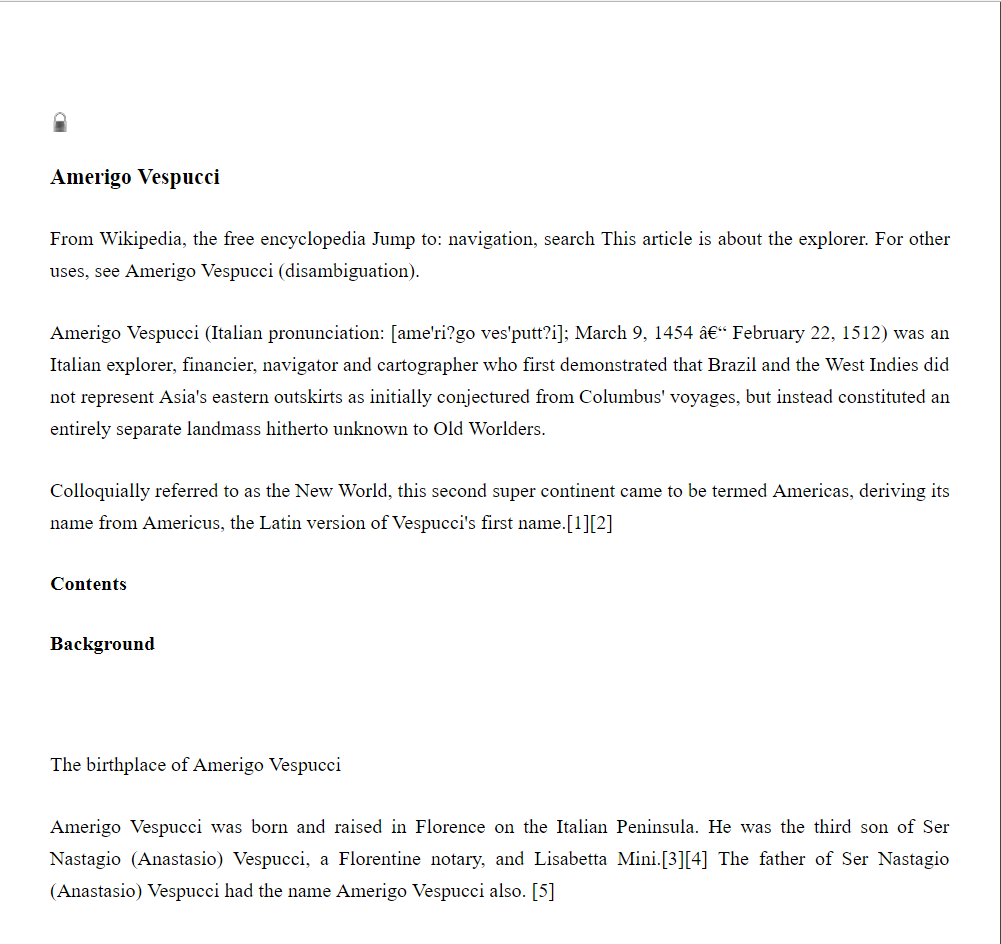 Amerigo Vespucci
From Wikipedia, the free encyclopedia Jump to: navigation, search This article is about the explorer. For other
uses, see Amerigo Vespucci (disambiguation).
Amerigo Vespucci (Italian pronunciation: [ame'ri?go ves'putt?i]; March 9, 1454 â€“ February 22, 1512) was an
Italian explorer, financier, navigator and cartographer who first demonstrated that Brazil and the West Indies did
not represent Asia's eastern outskirts as initially conjectured from Columbus' voyages, but instead constituted an
entirely separate landmass hitherto unknown to Old Worlders.
Colloquially referred to as the New World, this second super continent came to be termed Americas, deriving its
name from Americus, the Latin version of Vespucci's first name.[1][2]
Contents
Background
The birthplace of Amerigo Vespucci
Amerigo Vespucci was born and raised in Florence on the Italian Peninsula. He was the third son of Ser
Nastagio (Anastasio) Vespucci, a Florentine notary, and Lisabetta Mini.[3][4] The father of Ser Nastagio
(Anastasio) Vespucci had the name Amerigo Vespucci also. [5]